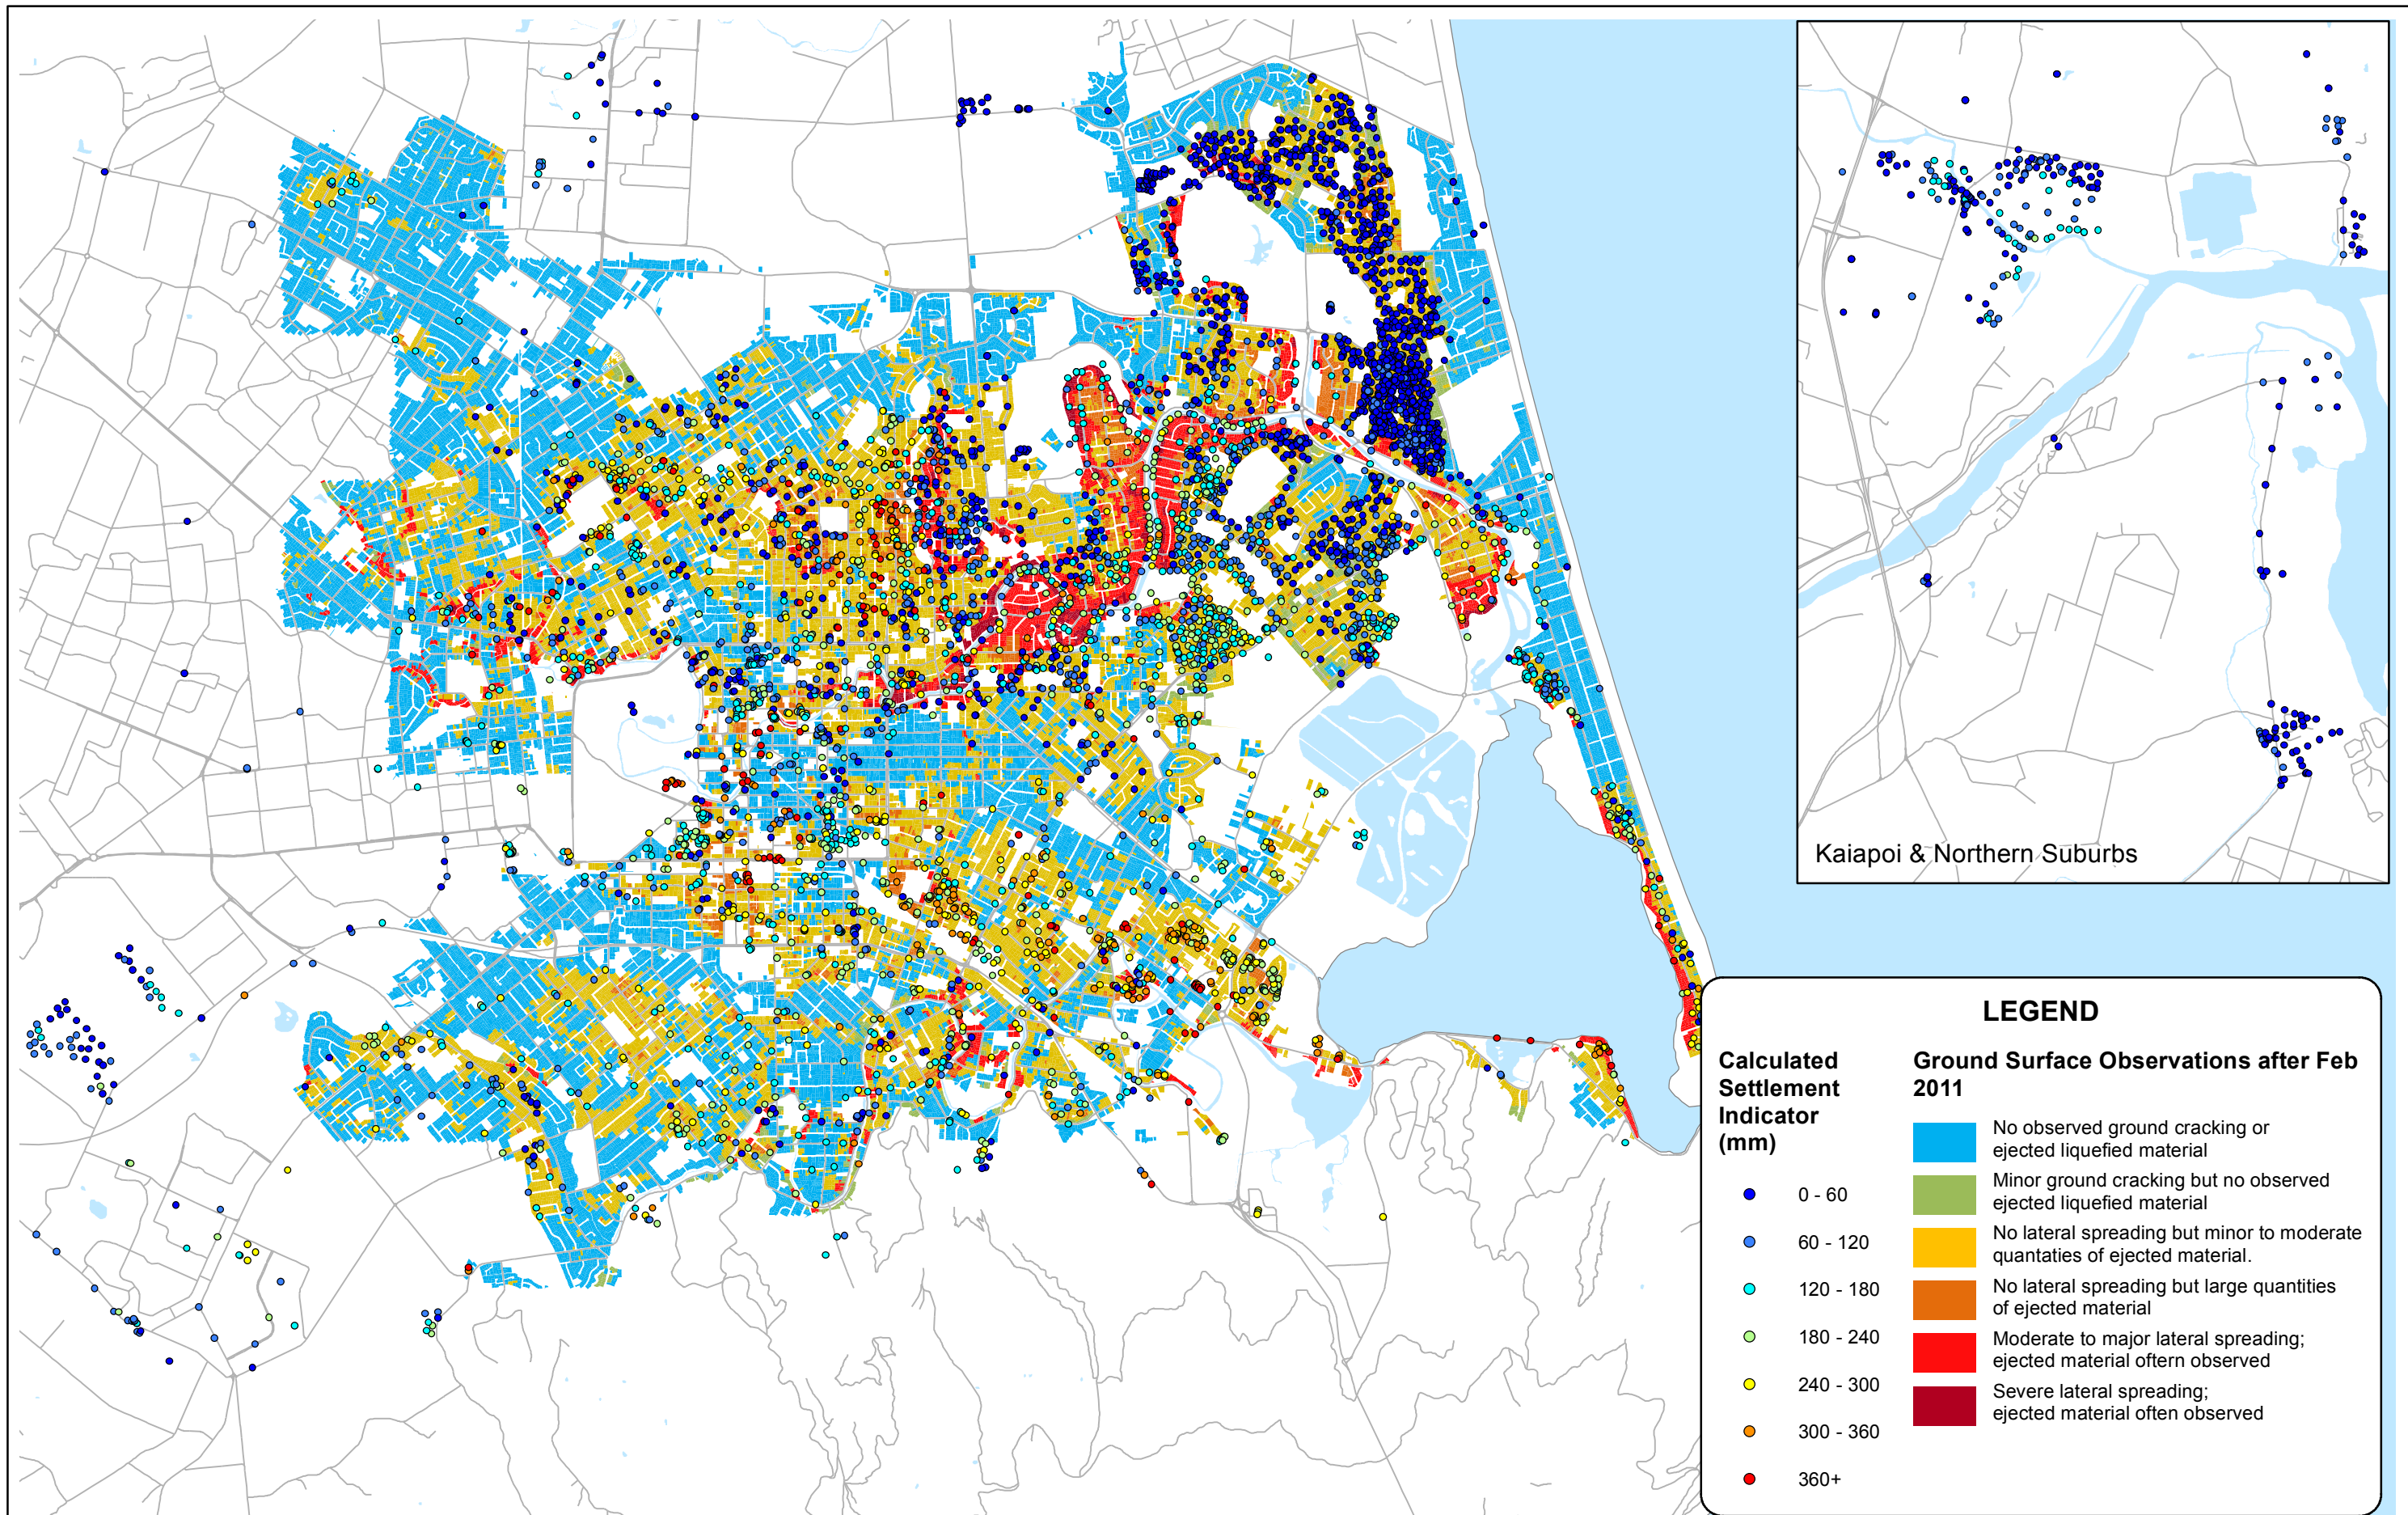 Kaiapoi & Northern Suburbs
LEGEND
Calculated
Settlement
Indicator
(mm)
0 - 60
60 - 120
120 - 180
180 - 240
240 - 300
300 - 360
360+
Ground Surface Observations after Feb
2011
No observed ground cracking or
ejected liquefied material
Minor ground cracking but no observed
ejected liquefied material
No lateral spreading but minor to moderate
quantaties of ejected material.
No lateral spreading but large quantities
of ejected material
Moderate to major lateral spreading;
ejected material oftern observed
Severe lateral spreading;
ejected material often observed